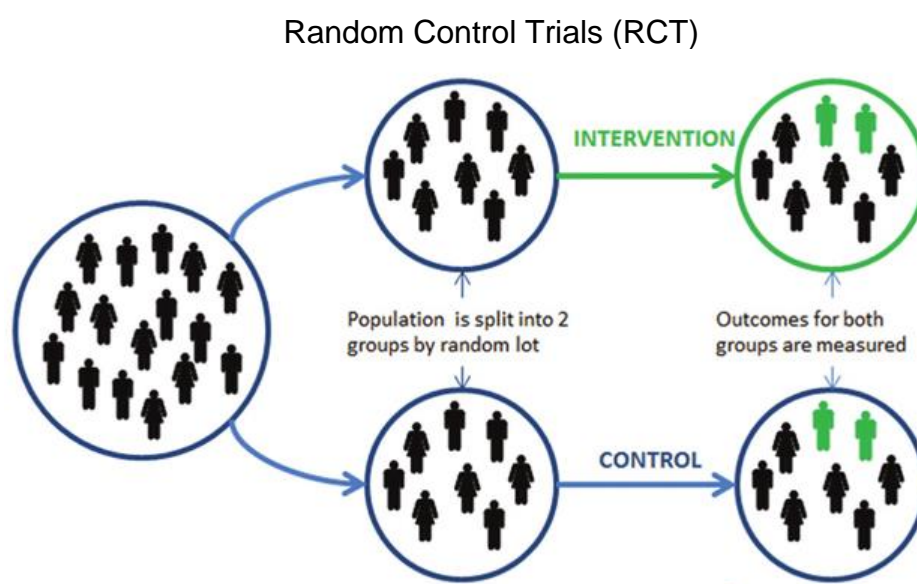 Random Control Trials (RCT)
INTERVENTION
Population is split into 2
groups by random lot
Outcomes for both
groups are measured
CONTROL